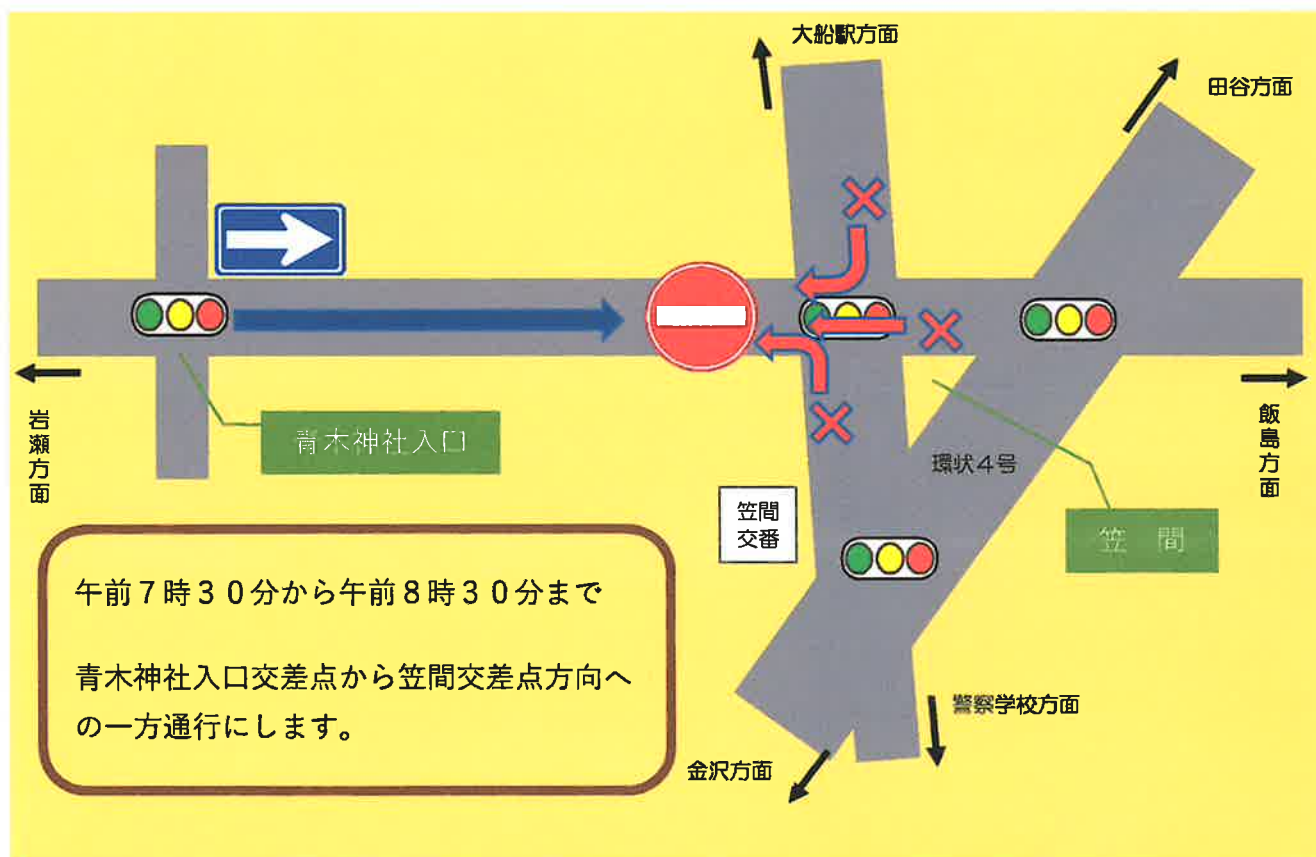 大船駅方面
田谷方面
岩瀬方面
青木神社入口
飯島方面
環状4号
笠間
交番
笠　間
午前７時３０分から午前８時３０分まで
青木神社入口交差点から笠間交差点方向へ
の一方通行にします。
警察学校方面
金沢方面